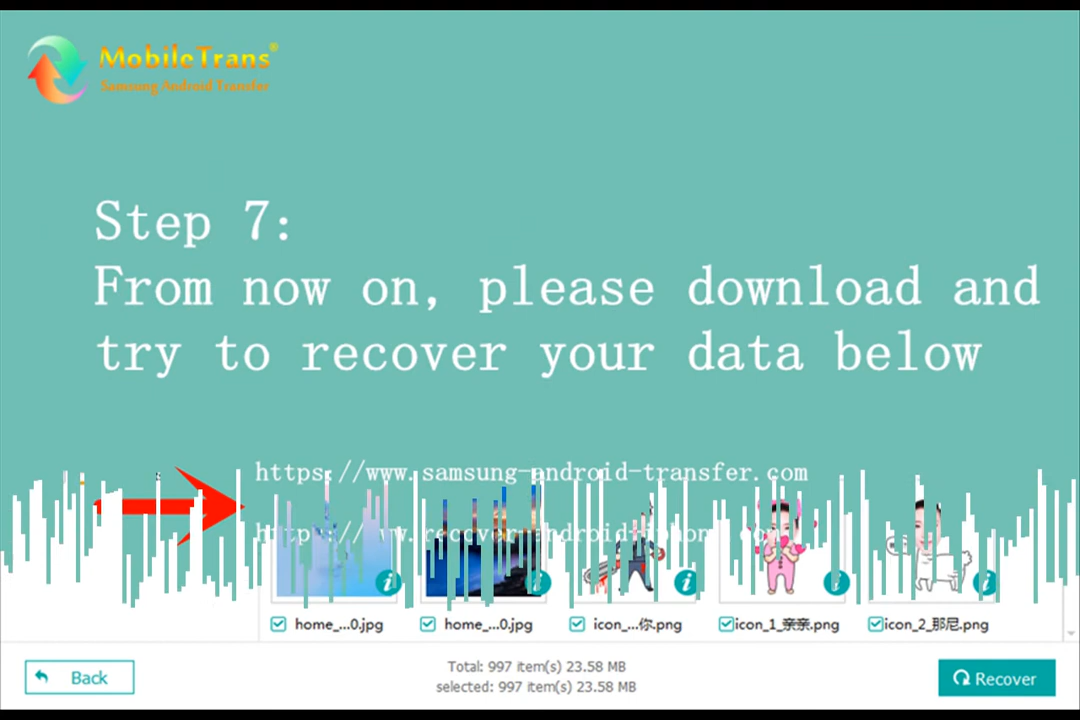 MobileTrans®
Samsung Android Transfer
Step 7:
From now on, please download and
try to recover your data below
https://www.samsung-android-transfer.com
home_...0.jpg
home_...0.jpg
icon_...你.png
icon_1_亲亲.png
icon_2_那尼.png
Back
Total: 997 item(s) 23.58 MB
selected: 997 item(s) 23.58 MB
Recover